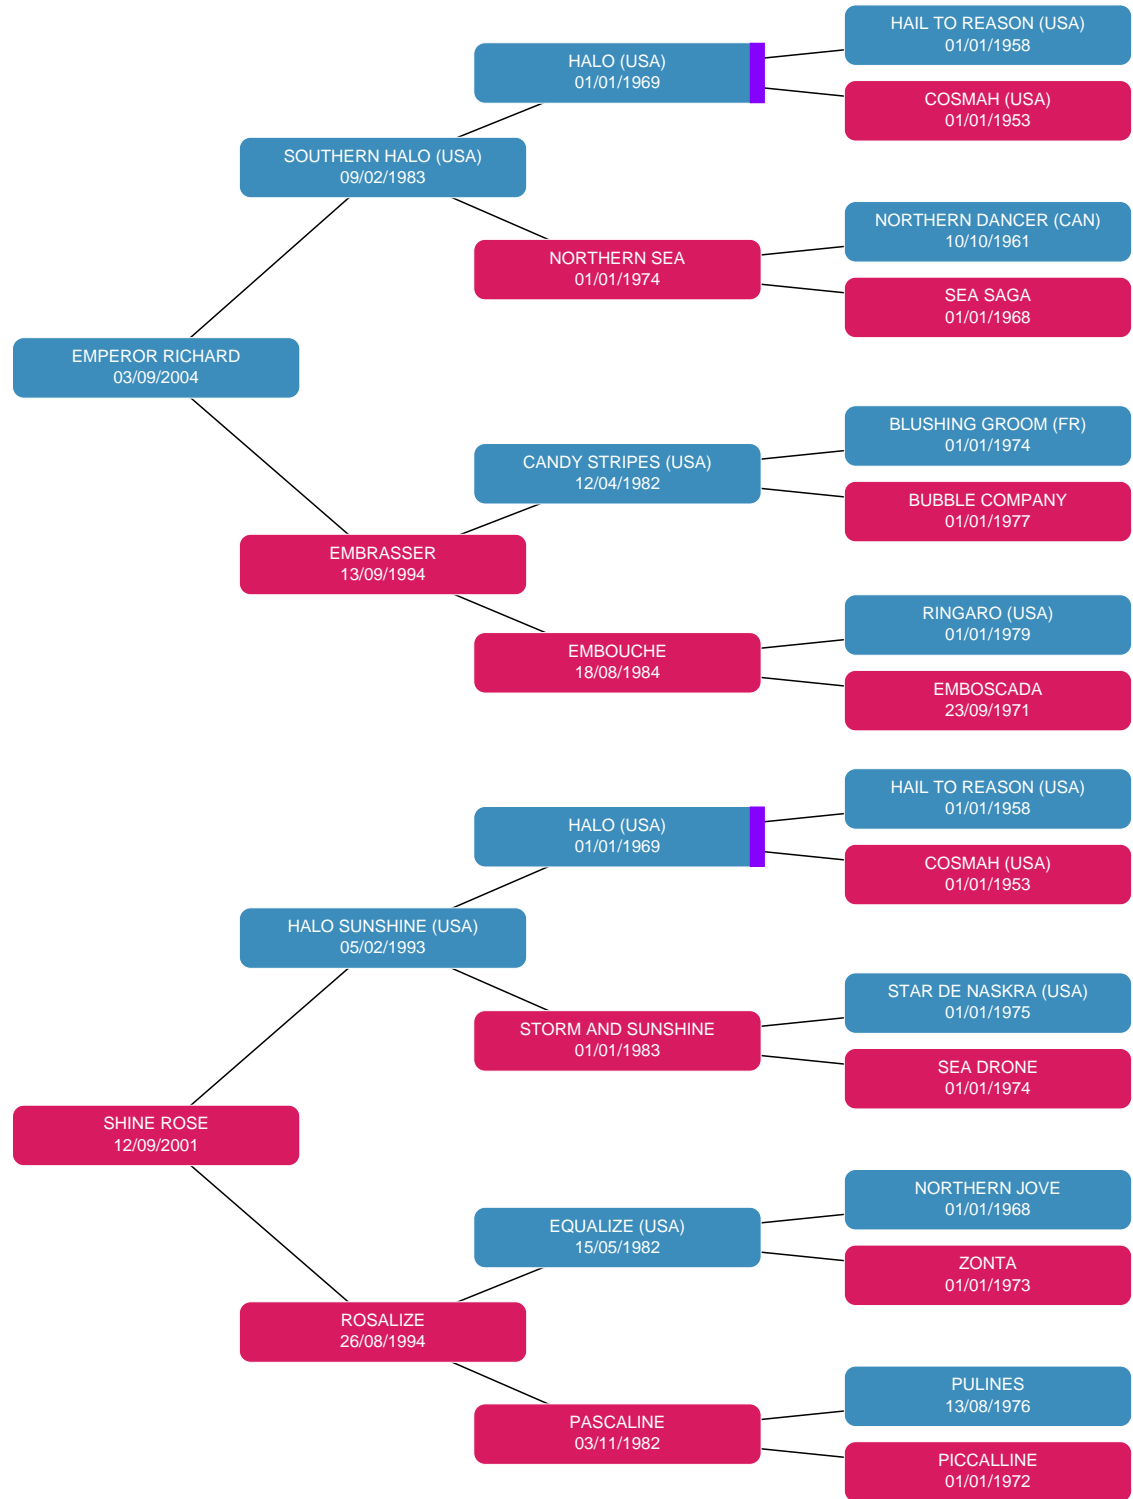 HAIL TO REASON (USA)
01/01/1958
HALO (USA)
01/01/1969
COSMAH (USA)
01/01/1953
SOUTHERN HALO (USA)
09/02/1983
NORTHERN DANCER (CAN)
10/10/1961
NORTHERN SEA
01/01/1974
SEA SAGA
01/01/1968
EMPEROR RICHARD
03/09/2004
BLUSHING GROOM (FR)
01/01/1974
CANDY STRIPES (USA)
12/04/1982
BUBBLE COMPANY
01/01/1977
EMBRASSER
13/09/1994
RINGARO (USA)
01/01/1979
EMBOUCHE
18/08/1984
EMBOSCADA
23/09/1971
HAIL TO REASON (USA)
01/01/1958
HALO (USA)
01/01/1969
COSMAH (USA)
01/01/1953
HALO SUNSHINE (USA)
05/02/1993
STAR DE NASKRA (USA)
01/01/1975
STORM AND SUNSHINE
01/01/1983
SEA DRONE
01/01/1974
SHINE ROSE
12/09/2001
NORTHERN JOVE
01/01/1968
EQUALIZE (USA)
15/05/1982
ZONTA
01/01/1973
ROSALIZE
26/08/1994
PULINES
13/08/1976
PASCALINE
03/11/1982
PICCALLINE
01/01/1972